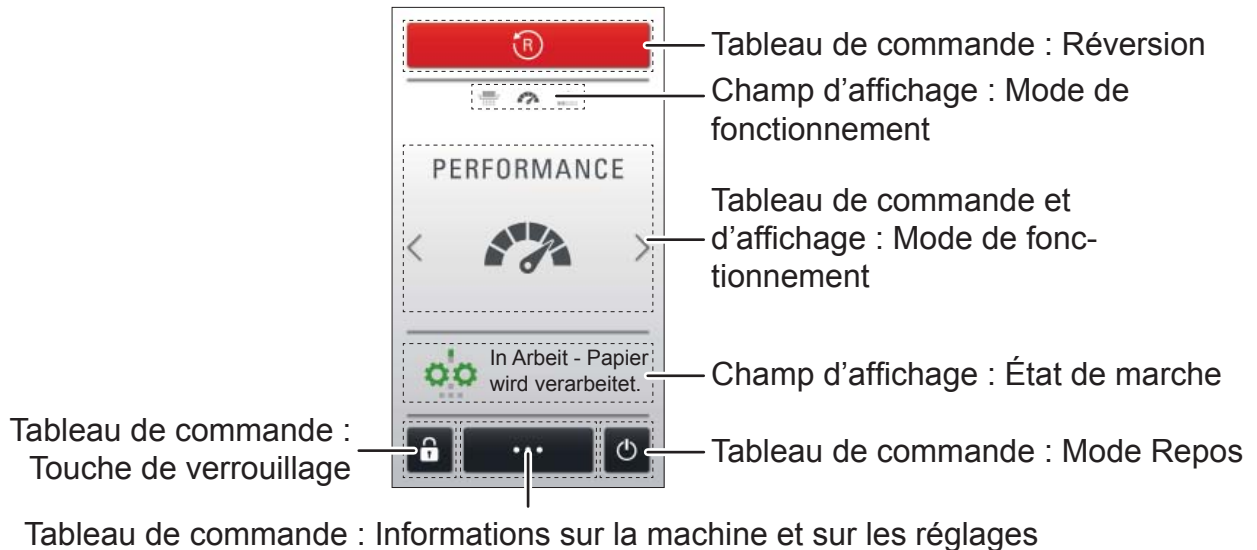 R
Tableau de commande : Réversion
Champ d’affichage : Mode de
fonctionnement
PERFORMANCE
Tableau de commande et
d’affichage : Mode de fonc-
tionnement
In Arbeit - Papier
wird verarbeitet.
Champ d’affichage : État de marche
Tableau de commande :
Touche de verrouillage
Tableau de commande : Mode Repos
Tableau de commande : Informations sur la machine et sur les réglages